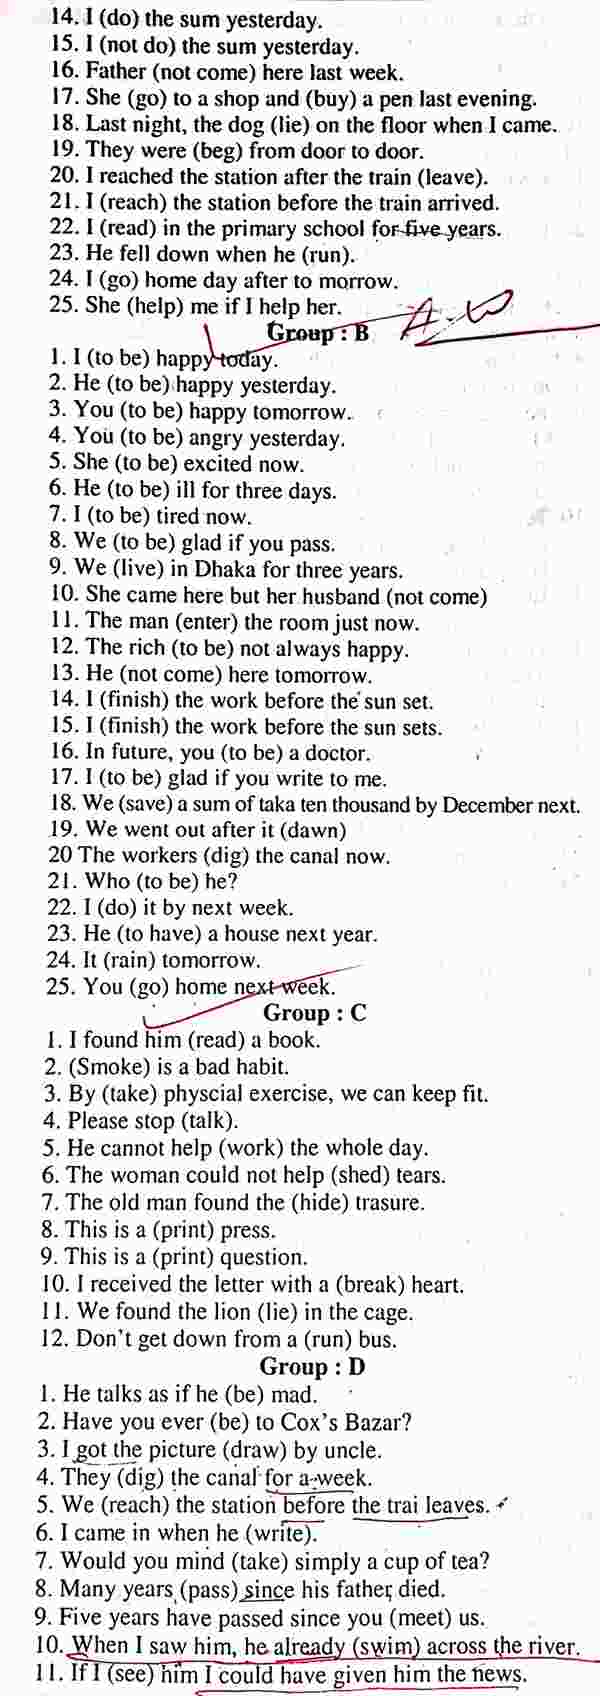 14. I (do) the sum yesterday.
15. I (not do) the sum yesterday.
16. Father (not come) here last week.
17. She (go) to a shop and (buy) a pen last evening.
18. Last night, the dog (lie) on the floor when I came.
19. They were (beg) from door to door.
20. I reached the station after the train (leave).
21. I (reach) the station before the train arrived.
22. I (read) in the primary school for five years.
23. He fell down when he (run).
24. I (go) home day after to morrow.
25. She (help) me if I help her.
Group : B
1. I (to be) happy today.
2. He (to be) happy yesterday.
3. You (to be) happy tomorrow.
4. You (to be) angry yesterday.
5. She (to be) excited now.
6. He (to be) ill for three days.
7. I (to be) tired now.
8. We (to be) glad if you pass.
9. We (live) in Dhaka for three years.
10. She came here but her husband (not come)
11. The man (enter) the room just now.
12. The rich (to be) not always happy.
13. He (not come) here tomorrow.
14. I (finish) the work before the sun set.
15. I (finish) the work before the sun sets.
16. In future, you (to be) a doctor.
17. I (to be) glad if you write to me.
18. We (save) a sum of taka ten thousand by December next.
19. We went out after it (dawn)
20 The workers (dig) the canal now.
21. Who (to be) he?
22. I (do) it by next week.
23. He (to have) a house next year.
24. It (rain) tomorrow.
25. You (go) home next week.
Group : C
1. I found him (read) a book.
2. (Smoke) is a bad habit.
3. By (take) physcial exercise, we can keep fit.
4. Please stop (talk).
5. He cannot help (work) the whole day.
6. The woman could not help (shed) tears.
7. The old man found the (hide) trasure.
8. This is a (print) press.
9. This is a (print) question.
10. I received the letter with a (break) heart.
11. We found the lion (lie) in the cage.
12. Don't get down from a (run) bus.
Group : D
1. He talks as if he (be) mad.
2. Have you ever (be) to Cox's Bazar?
3. I got the picture (draw) by uncle.
4. They (dig) the canal for a week.
5. We (reach) the station before the trai leaves.
6. I came in when he (write).
7. Would you mind (take) simply a cup of tea?
8. Many years (pass) since his father died.
9. Five years have passed since you (meet) us.
10. When I saw him, he already (swim) across the river.
11. If I (see) him I could have given him the news.